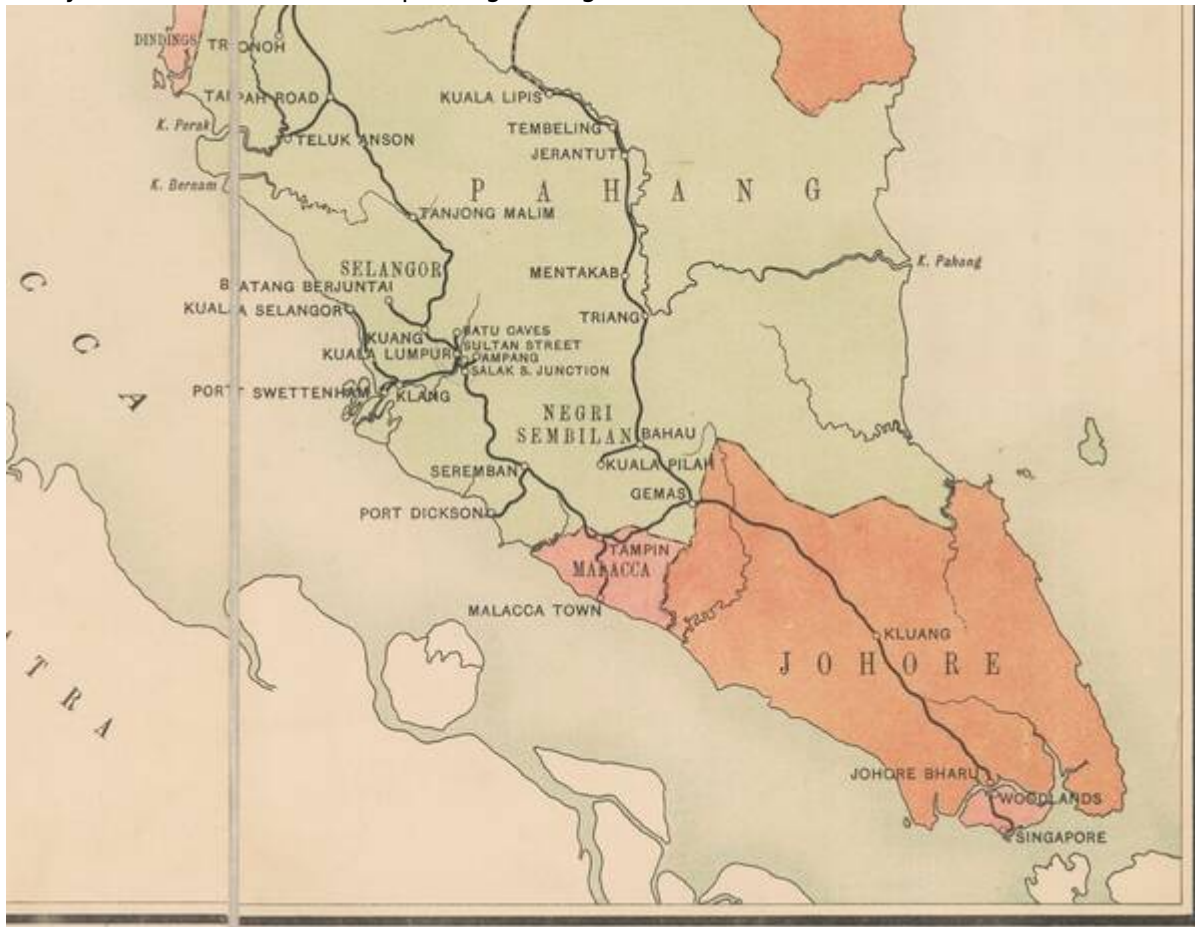 DINDINGS
TRONOH
TAPAH ROAD
KUALA LIPIS
K. Perak
TEMBELING
TELUK ANSON
JERANTUT
K. Bernam
PAHANG
TANJONG MALIM
K. Pahang
SELANGOR
MENTAKAB
BATANG BERJUNTAI
KUALA SELANGOR
TRIANG
BATU CAVES
KUANG
SULTAN STREET
KUALA LUMPUR
AMPANG
SALAK S. JUNCTION
PORT SWETTENHAM
KLANG
C
C
A
NEGRI
SEMBILAN
BAHAU
SEREMBAN
KUALA PILAH
GEMAS
PORT DICKSON
TAMPIN
MALACCA
MALACCA TOWN
KLUANG
JOHORE
T
R
A
JOHORE BHARU
WOODLANDS
SINGAPORE